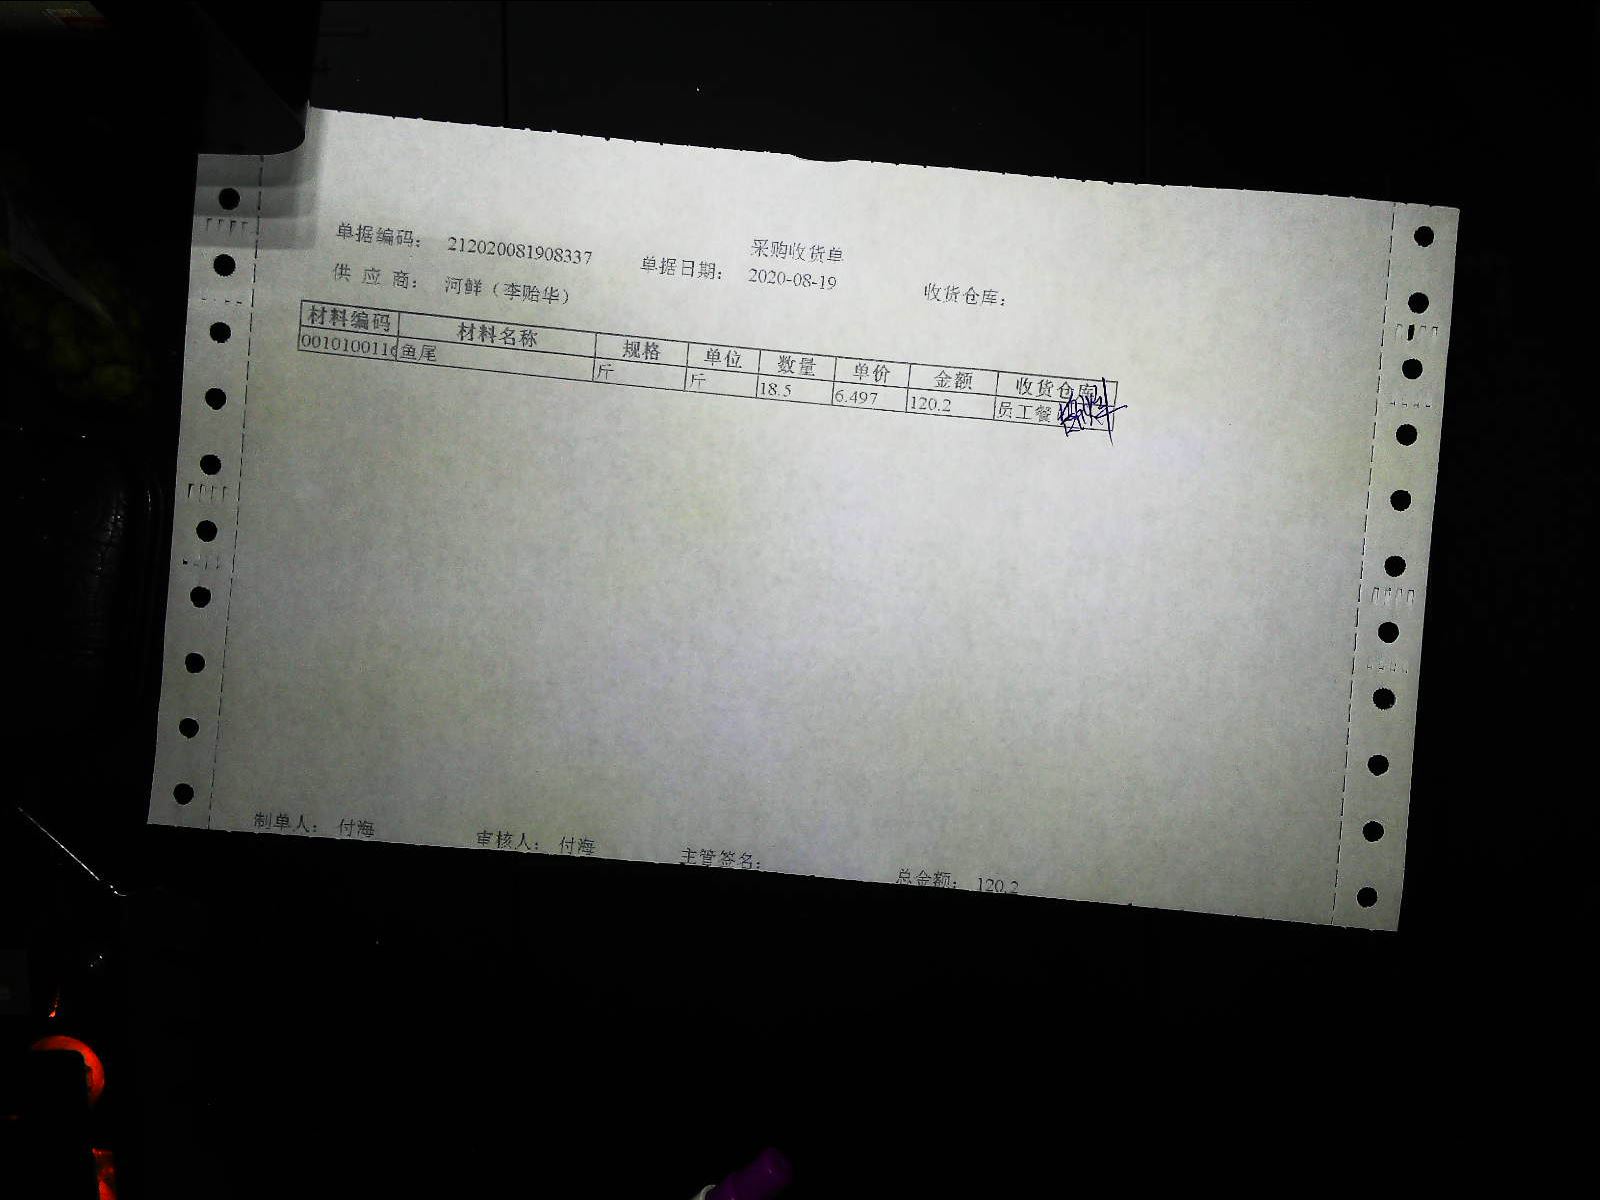 采购收货单
单据编码： 212020081908337 单据日期： 2020-08-19 收货仓库：
供 应 商： 河鲜（李贻华）
材料编码 材料名称 规格 单位 数量 单价 金额 收货仓库
001010011 鱼尾 斤 斤 18.5 6.497 120.2 员工餐
制单人： 付海 审核人： 付海 主管签名： 总金额： 120.2